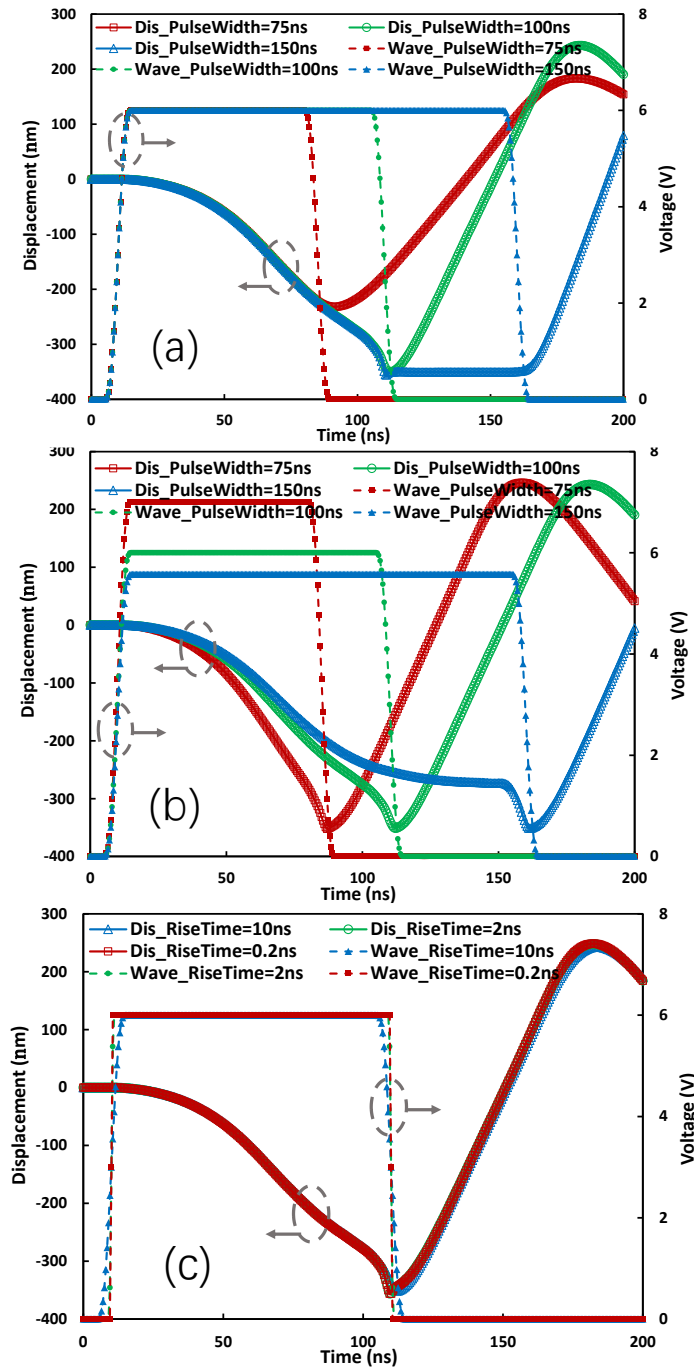 Dis_PulseWidth=75ns Dis_PulseWidth=100ns
Dis_PulseWidth=150ns Wave_PulseWidth=75ns
Wave_PulseWidth=100ns Wave_PulseWidth=150ns
300
200
100
0
-100
-200
-300
-400
Displacement (nm)
8
6
4
2
0
Voltage (V)
(a)
0 50 100 150 200
Time (ns)
Dis_PulseWidth=75ns Dis_PulseWidth=100ns
Dis_PulseWidth=150ns Wave_PulseWidth=75ns
Wave_PulseWidth=100ns Wave_PulseWidth=150ns
300
200
100
0
-100
-200
-300
-400
Displacement (nm)
8
6
4
2
0
Voltage (V)
(b)
0 50 100 150 200
Time (ns)
Dis_RiseTime=10ns Dis_RiseTime=2ns
Dis_RiseTime=0.2ns Wave_RiseTime=10ns
Wave_RiseTime=2ns Wave_RiseTime=0.2ns
300
200
100
0
-100
-200
-300
-400
Displacement (nm)
8
6
4
2
0
Voltage (V)
(c)
0 50 100 150 200
Time (ns)